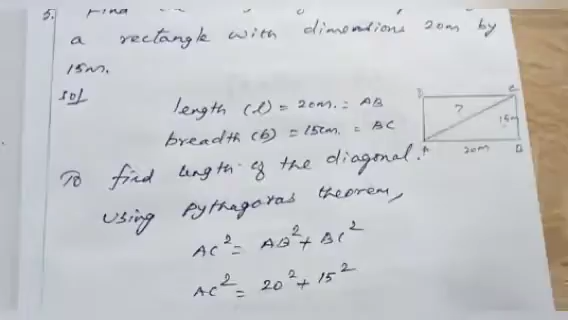 5. Find
a rectangle with dimensions 20m by
15m.
Sol
length (l) = 20m. = AB
breadth (b) = 15cm. = BC
D C
?
15m
A 20m B
To find length of the diagonal.
Using pythagoras theorem,
AC² = AB² + BC²
AC² = 20² + 15²